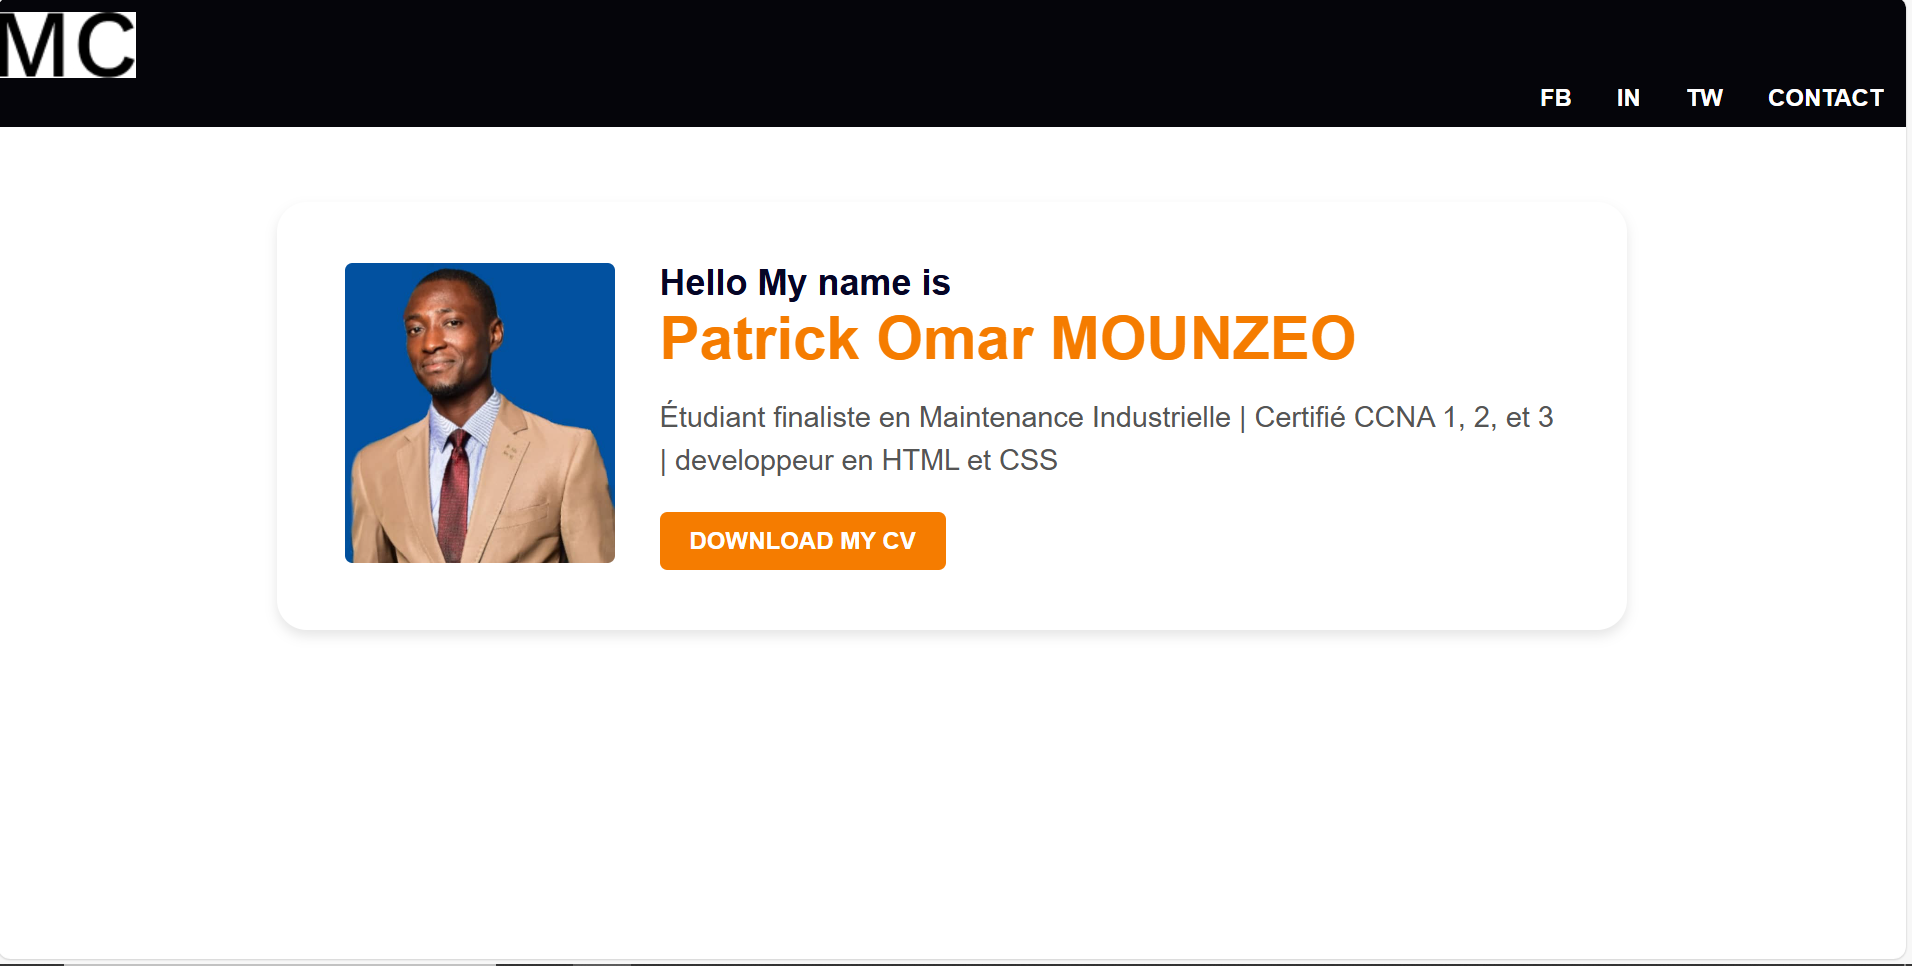 MC
FB IN TW CONTACT
Hello My name is
Patrick Omar MOUNZEO
Étudiant finaliste en Maintenance Industrielle | Certifié CCNA 1, 2, et 3
| developpeur en HTML et CSS
DOWNLOAD MY CV